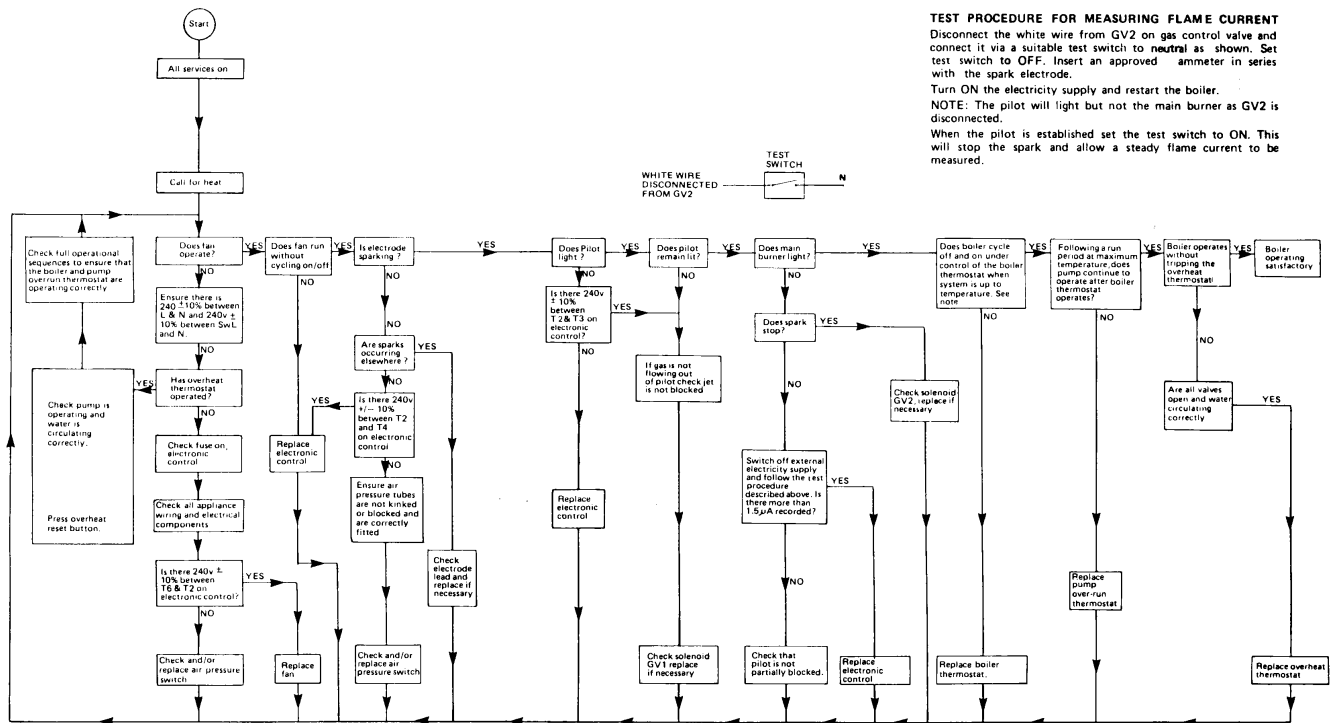 TEST PROCEDURE FOR MEASURING FLAME CURRENT
Disconnect the white wire from GV2 on gas control valve and
connect it via a suitable test switch to neutral as shown. Set
test switch to OFF. Insert an approved ammeter in series
with the spark electrode.
Turn ON the electricity supply and restart the boiler.
NOTE: The pilot will light but not the main burner as GV2 is
disconnected.
When the pilot is established set the test switch to ON. This
will stop the spark and allow a steady flame current to be
measured.
TEST
SWITCH
WHITE WIRE
DISCONNECTED
FROM GV2
N
Start
All services on
Call for heat
Check full operational
sequences to ensure that
the boiler and pump
overrun thermostat are
operating correctly
Does fan
operate?
YES
NO
Ensure there is
240 ± 10% between
L & N and 240v ±
10% between SwL
and N.
NO
Has overheat
thermostat
operated?
YES
NO
Check pump is
operating and
water is
circulating
correctly.
Press overheat
reset button.
Check fuse on
electronic
control
Check all appliance
wiring and electrical
components
Is there 240v ±
10% between
T6 & T2 on
electronic control?
YES
NO
Check and/or
replace air pressure
switch
Replace
fan
Does fan run
without
cycling on/off
YES
NO
Replace
electronic
control
Is electrode
sparking ?
YES
NO
Are sparks
occurring
elsewhere ?
YES
NO
Is there 240v
+/- 10%
between T2
and T4
on electronic
control
YES
NO
Ensure air
pressure tubes
are not kinked
or blocked and
are correctly
fitted
Check and/or
replace air
pressure switch
Check
electrode
lead and
replace if
necessary
Does Pilot
light ?
YES
NO
Is there 240v
± 10%
between
T2 & T3 on
electronic
control?
YES
NO
Replace
electronic
control
Does pilot
remain lit?
YES
NO
If gas is not
flowing out
of pilot check jet
is not blocked
Check solenoid
GV1 replace
if necessary
Does main
burner light?
YES
NO
Does spark
stop?
YES
NO
Switch off external
electricity supply
and follow the test
procedure
described above. Is
there more than
1.5µA recorded?
YES
NO
Check that
pilot is not
partially blocked.
Replace
electronic
control
Check solenoid
GV2, replace if
necessary
Does boiler cycle
off and on under
control of the boiler
thermostat when
system is up to
temperature. See
note
YES
NO
Replace boiler
thermostat.
Following a run
period at maximum
temperature does
pump continue to
operate after boiler
thermostat
operates?
YES
NO
Replace
pump
over-run
thermostat
Boiler operates
without
tripping the
overheat
thermostat
YES
NO
Boiler
operating
satisfactory
Are all valves
open and water
circulating
correctly
YES
Replace overheat
thermostat